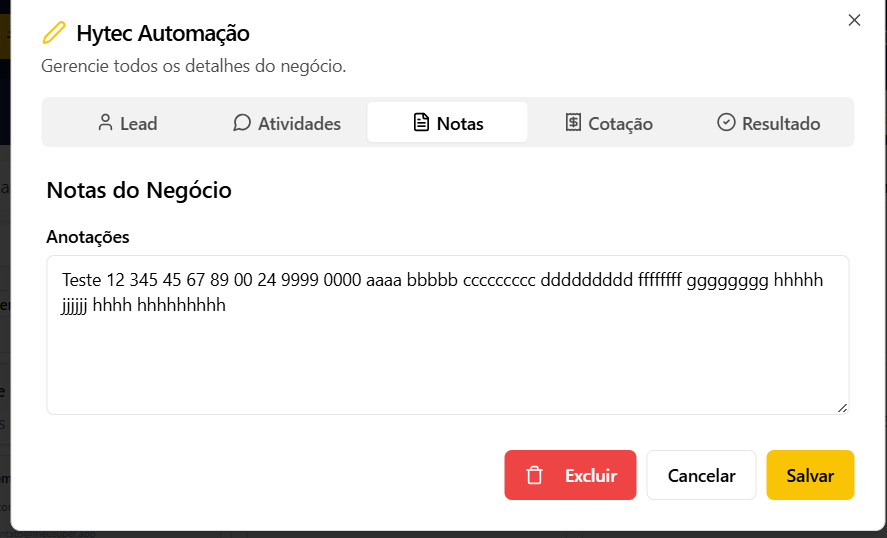 Hytec Automação
Gerencie todos os detalhes do negócio.
Lead Atividades Notas Cotação Resultado
Notas do Negócio
Anotações
Teste 12 345 45 67 89 00 24 9999 0000 aaaa bbbbb ccccccccc ddddddddd ffffffff gggggggg hhhhh
jjjjjj hhhh hhhhhhhhh
Excluir Cancelar Salvar